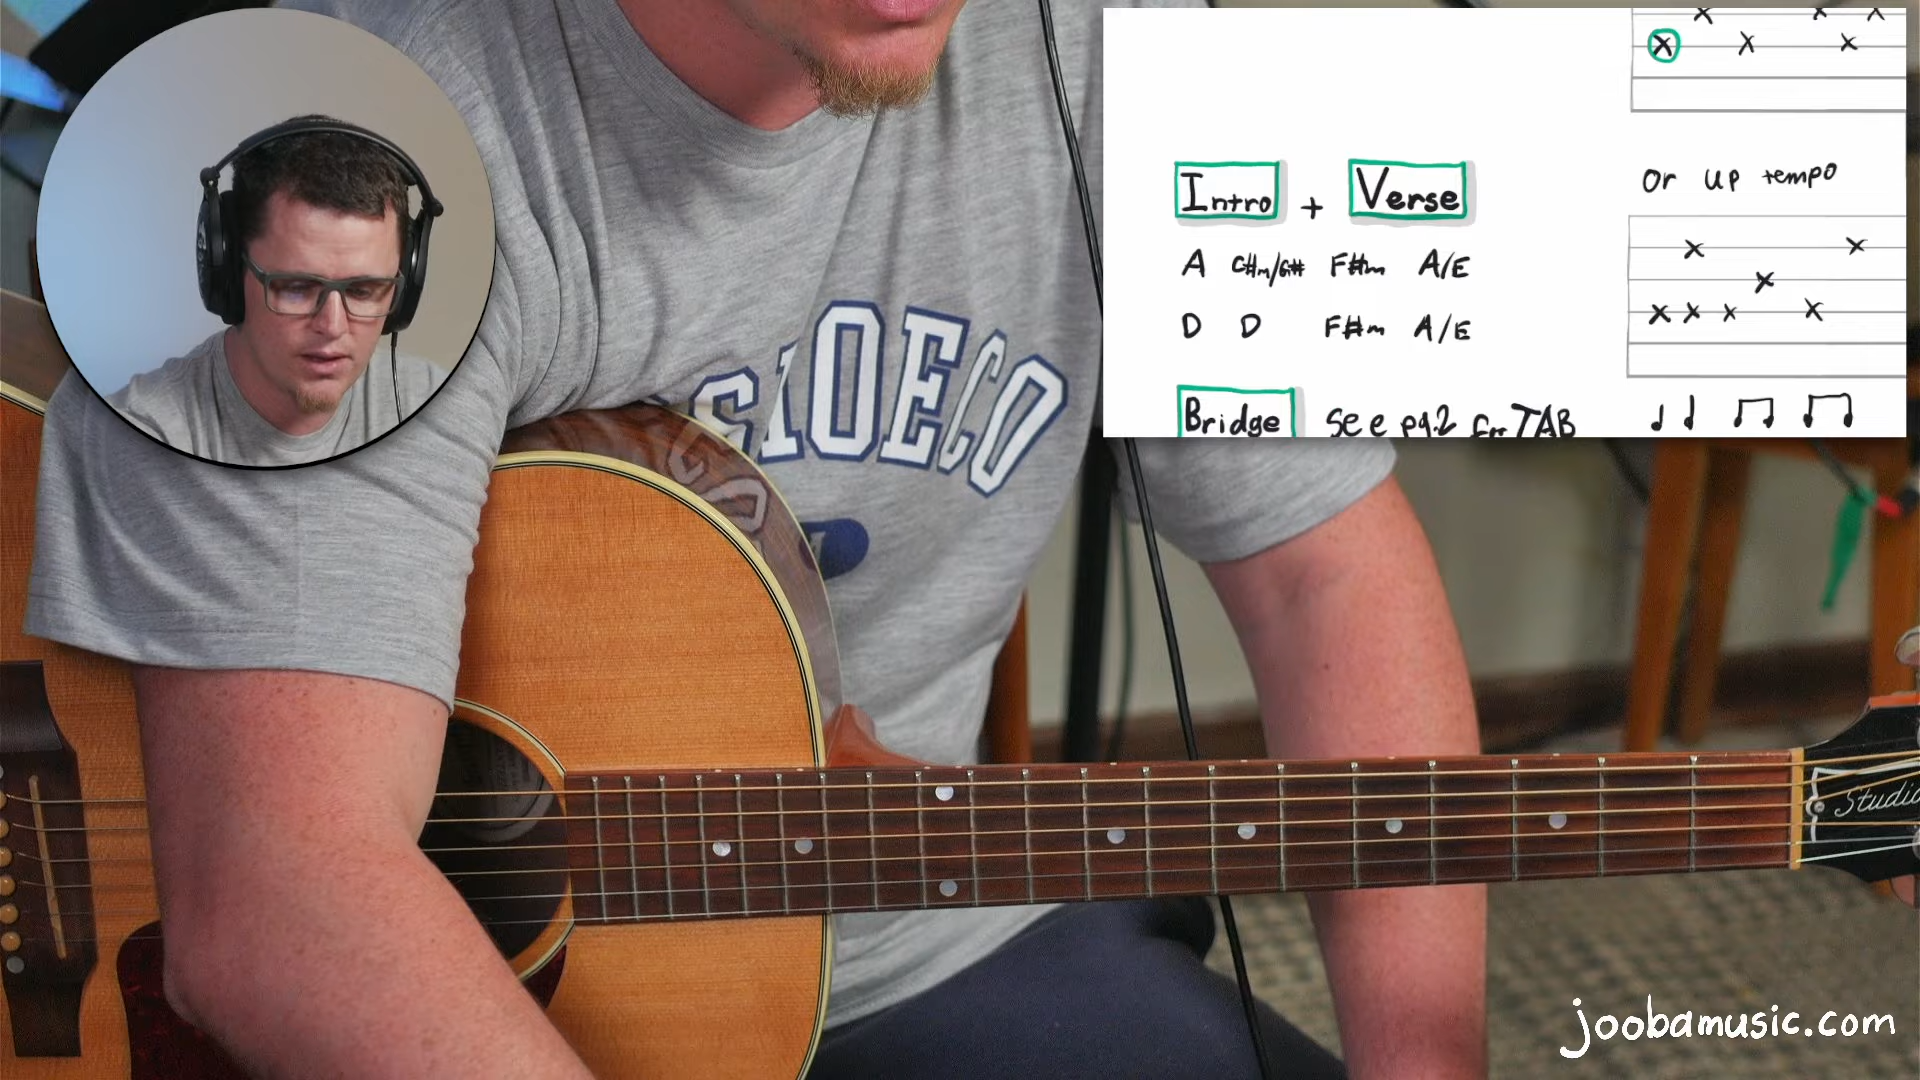 Intro + Verse
A C#m/G# F#m A/E
D D F#m A/E
Bridge See pg.2 for TAB
or up tempo
Studio
joobamusic.com